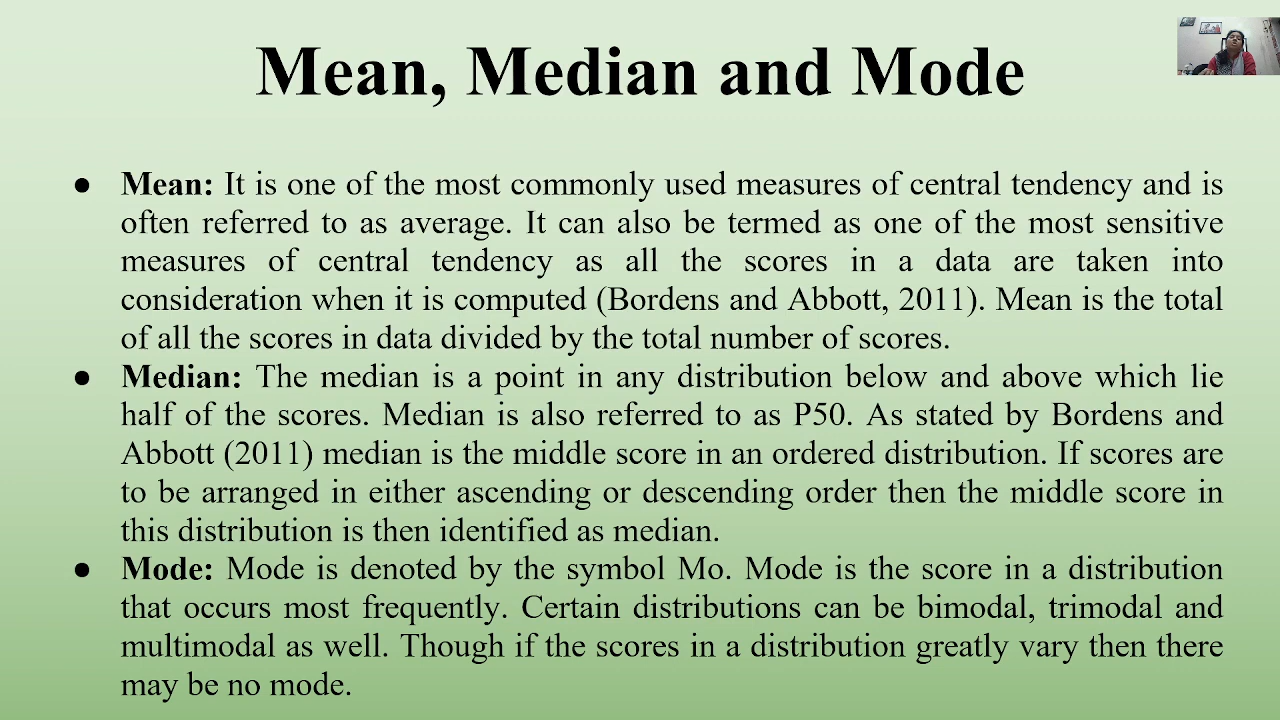 Mean, Median and Mode
● Mean: It is one of the most commonly used measures of central tendency and is
often referred to as average. It can also be termed as one of the most sensitive
measures of central tendency as all the scores in a data are taken into
consideration when it is computed (Bordens and Abbott, 2011). Mean is the total
of all the scores in data divided by the total number of scores.
● Median: The median is a point in any distribution below and above which lie
half of the scores. Median is also referred to as P50. As stated by Bordens and
Abbott (2011) median is the middle score in an ordered distribution. If scores are
to be arranged in either ascending or descending order then the middle score in
this distribution is then identified as median.
● Mode: Mode is denoted by the symbol Mo. Mode is the score in a distribution
that occurs most frequently. Certain distributions can be bimodal, trimodal and
multimodal as well. Though if the scores in a distribution greatly vary then there
may be no mode.